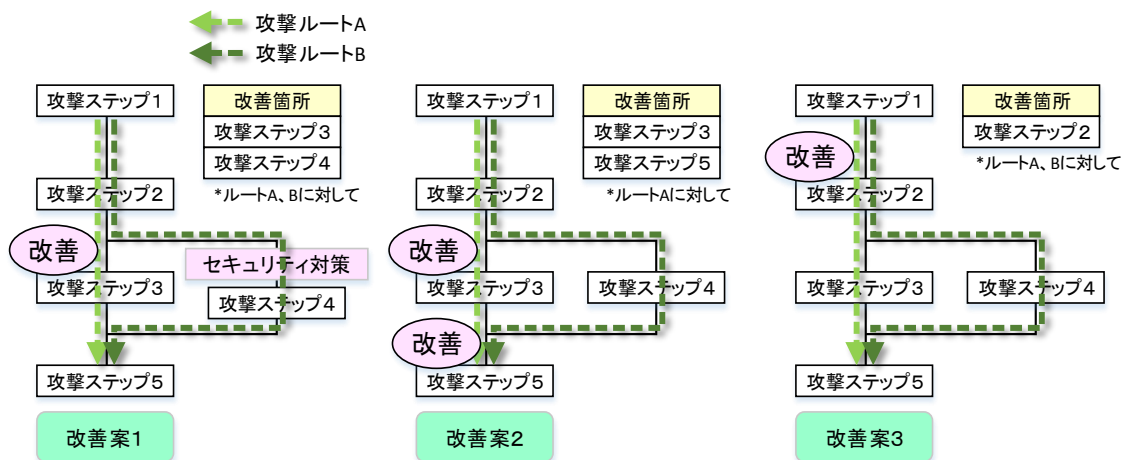 攻撃ルートA
攻撃ルートB
攻撃ステップ1
改善箇所
攻撃ステップ3
攻撃ステップ4
*ルートA、Bに対して
攻撃ステップ2
改善
セキュリティ対策
攻撃ステップ3
攻撃ステップ4
攻撃ステップ5
改善案1
攻撃ステップ1
改善箇所
攻撃ステップ3
攻撃ステップ5
*ルートAに対して
攻撃ステップ2
改善
攻撃ステップ3
攻撃ステップ4
改善
攻撃ステップ5
改善案2
攻撃ステップ1
改善箇所
攻撃ステップ2
*ルートA、Bに対して
改善
攻撃ステップ2
攻撃ステップ3
攻撃ステップ4
攻撃ステップ5
改善案3